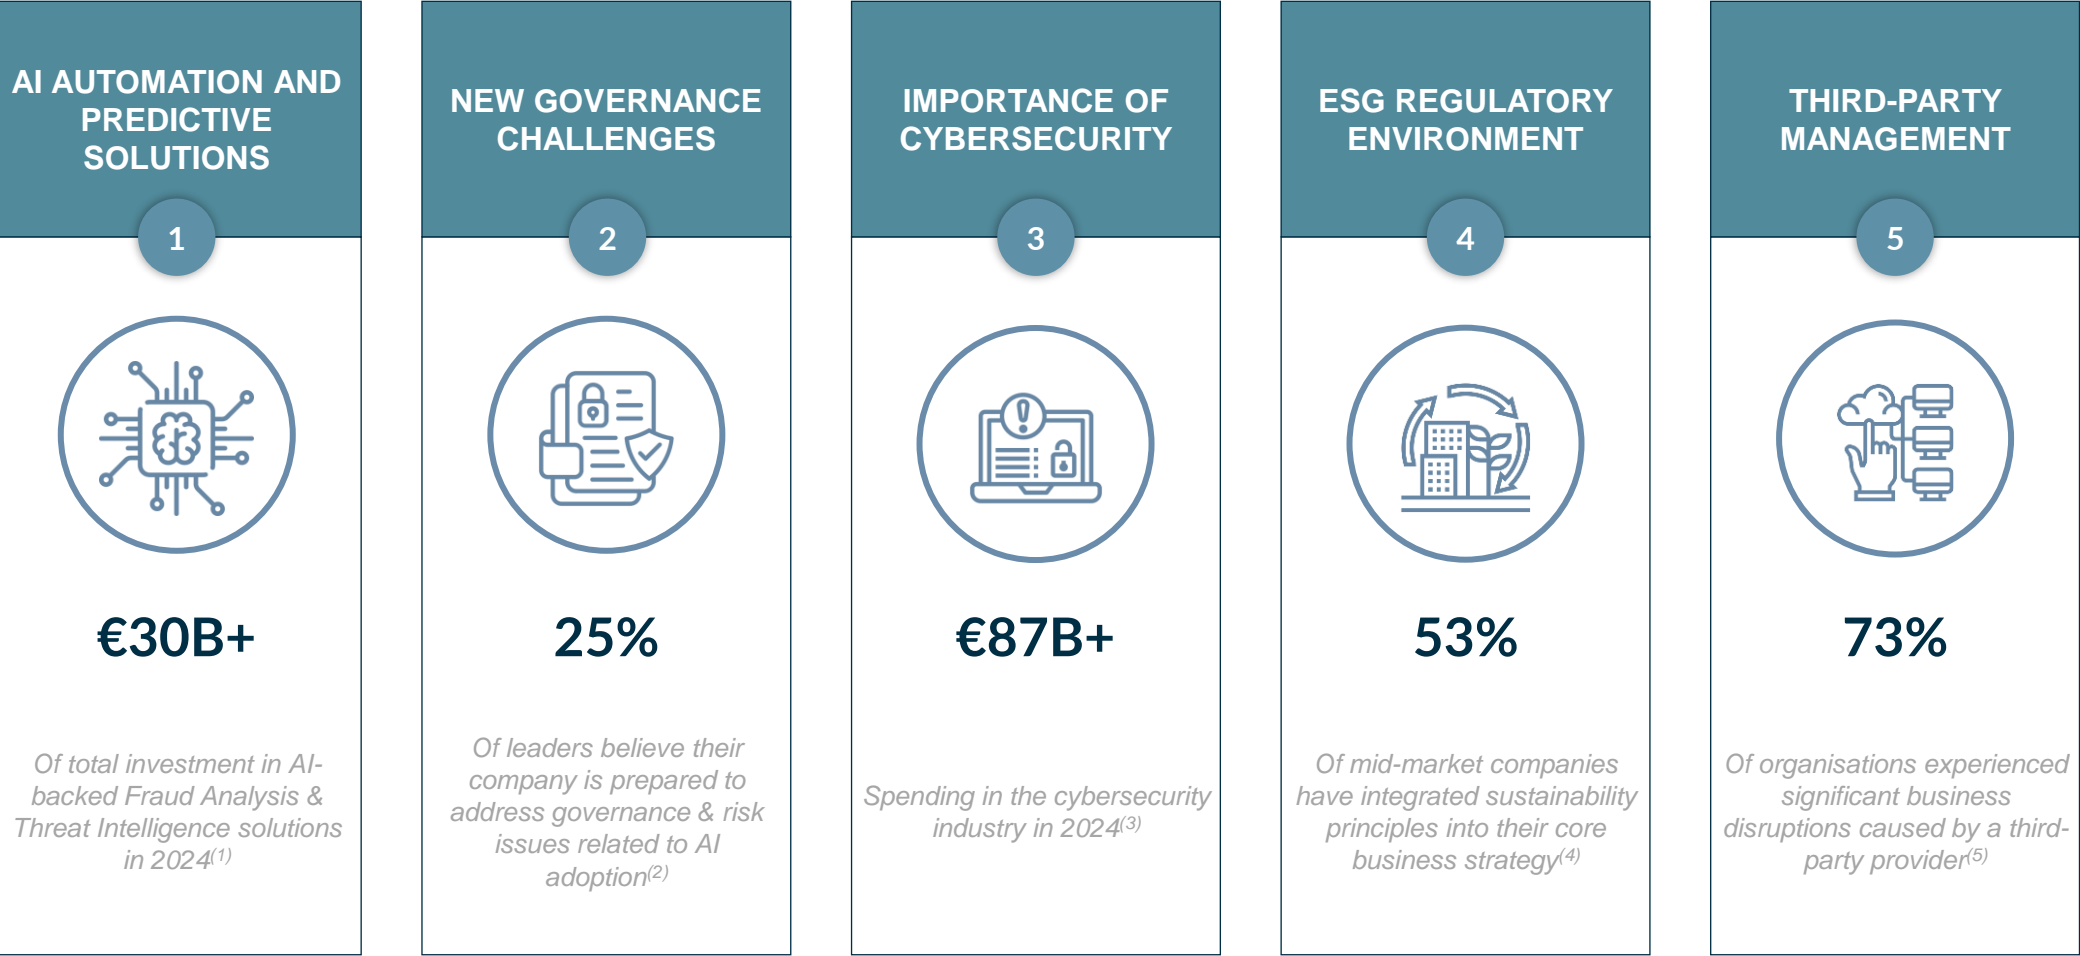 AI AUTOMATION AND
PREDICTIVE
SOLUTIONS
1
€30B+
Of total investment in AI-
backed Fraud Analysis &
Threat Intelligence solutions
in 2024(1)
NEW GOVERNANCE
CHALLENGES
2
25%
Of leaders believe their
company is prepared to
address governance & risk
issues related to AI
adoption(2)
IMPORTANCE OF
CYBERSECURITY
3
€87B+
Spending in the cybersecurity
industry in 2024(3)
ESG REGULATORY
ENVIRONMENT
4
53%
Of mid-market companies
have integrated sustainability
principles into their core
business strategy(4)
THIRD-PARTY
MANAGEMENT
5
73%
Of organisations experienced
significant business
disruptions caused by a third-
party provider(5)